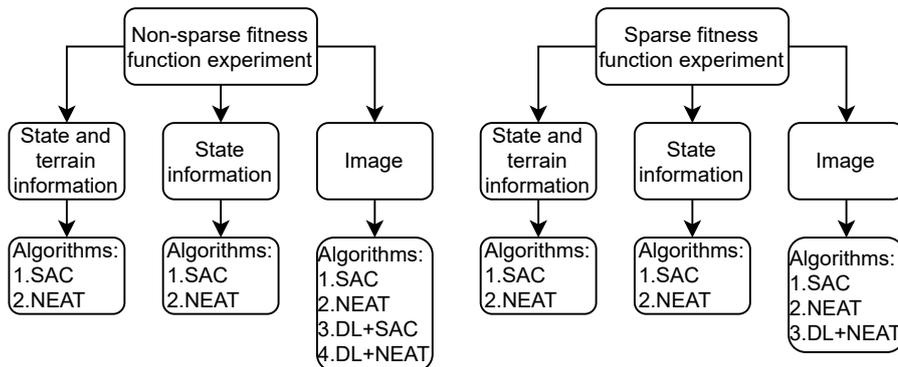 Non-sparse fitness
function experiment
State and
terrain
information
State
information
Image
Algorithms:
1.SAC
2.NEAT
Algorithms:
1.SAC
2.NEAT
Algorithms:
1.SAC
2.NEAT
3.DL+SAC
4.DL+NEAT
Sparse fitness
function experiment
State and
terrain
information
State
information
Image
Algorithms:
1.SAC
2.NEAT
Algorithms:
1.SAC
2.NEAT
Algorithms:
1.SAC
2.NEAT
3.DL+NEAT